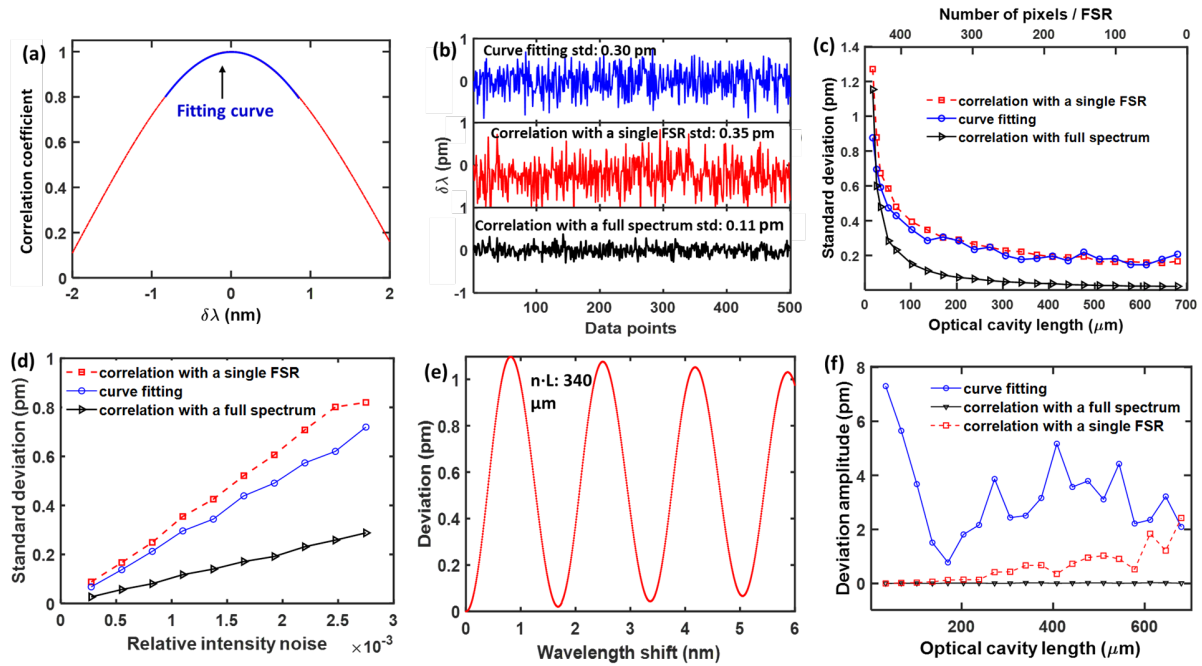 (a)
Correlation coefficient
1
0.8
0.6
0.4
0.2
0
Fitting curve
-2
-1
0
1
2
δλ (nm)
(b)
Curve fitting std: 0.30 pm
1
0
Correlation with a single FSR std: 0.35 pm
1
0
Correlation with a full spectrum std: 0.11 pm
0
-1
δλ (pm)
100
200
300
400
500
Data points
(c)
Number of pixels / FSR
400
300
200
100
0
Standard deviation (pm)
1.4
1.2
1
0.8
0.6
0.4
0.2
correlation with a single FSR
curve fitting
correlation with full spectrum
0
100
200
300
400
500
600
700
Optical cavity length (μm)
(d)
Standard deviation (pm)
1
0.8
0.6
0.4
0.2
0
correlation with a single FSR
curve fitting
correlation with a full spectrum
0
0.5
1
1.5
2
2.5
3
Relative intensity noise
×10⁻³
(e)
n·L: 340
μm
Deviation (pm)
1
0.8
0.6
0.4
0.2
0
0
1
2
3
4
5
6
Wavelength shift (nm)
(f)
Deviation amplitude (pm)
8
6
4
2
0
curve fitting
correlation with a full spectrum
correlation with a single FSR
200
400
600
Optical cavity length (μm)